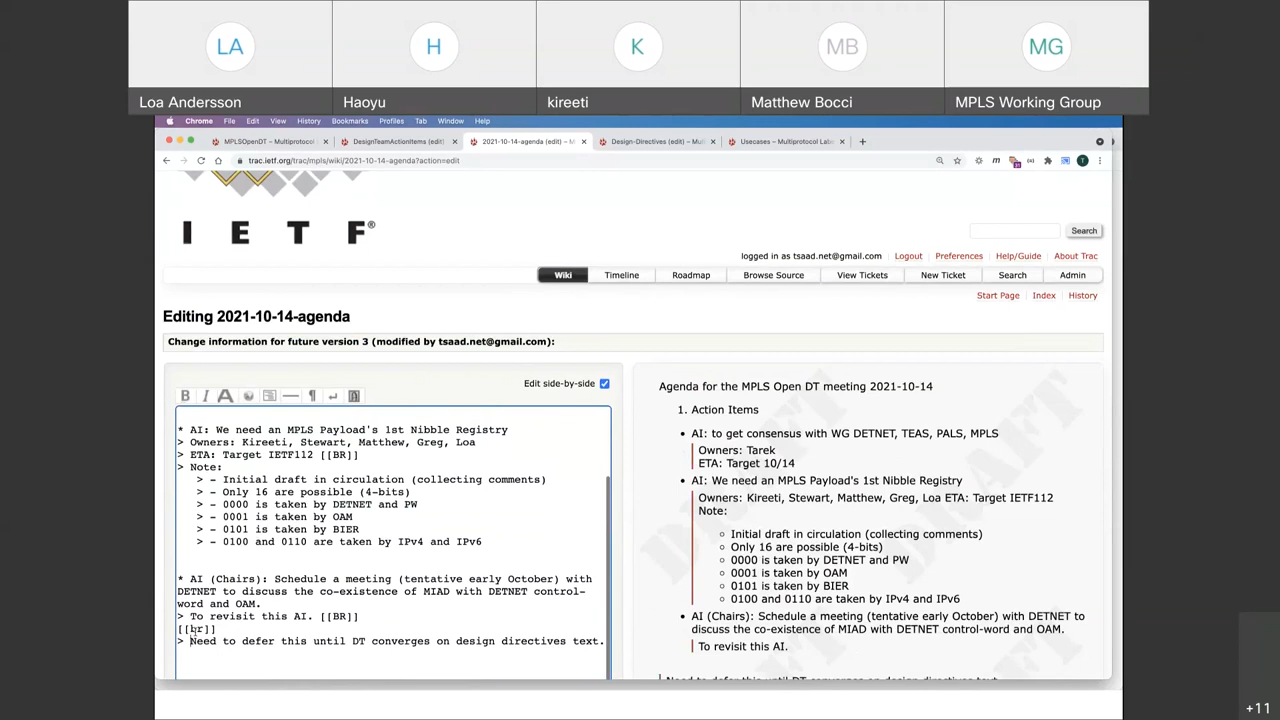 LA
H
K
MB
MG
Loa Andersson
Haoyu
kireeti
Matthew Bocci
MPLS Working Group
Chrome File Edit View History Bookmarks Profiles Tab Window Help
MPLSOpenDT – Multiprotocol
DesignTeamActionItems (edit)
2021-10-14-agenda (edit) – M
Design-Directives (edit) – Mul
Usecases – Multiprotocol Lab
trac.ietf.org/trac/mpls/wiki/2021-10-14-agenda?action=edit
I E T F®
Search
logged in as tsaad.net@gmail.com Logout Preferences Help/Guide About Trac
Wiki Timeline Roadmap Browse Source View Tickets New Ticket Search Admin
Start Page Index History
Editing 2021-10-14-agenda
Change information for future version 3 (modified by tsaad.net@gmail.com):
Edit side-by-side
B I A
* AI: We need an MPLS Payload's 1st Nibble Registry
> Owners: Kireeti, Stewart, Matthew, Greg, Loa
> ETA: Target IETF112 [[BR]]
> Note:
> - Initial draft in circulation (collecting comments)
> - Only 16 are possible (4-bits)
> - 0000 is taken by DETNET and PW
> - 0001 is taken by OAM
> - 0101 is taken by BIER
> - 0100 and 0110 are taken by IPv4 and IPv6
* AI (Chairs): Schedule a meeting (tentative early October) with
DETNET to discuss the co-existence of MIAD with DETNET control-
word and OAM.
> To revisit this AI. [[BR]]
[[br]]
> Need to defer this until DT converges on design directives text.
Agenda for the MPLS Open DT meeting 2021-10-14
1. Action Items
• AI: to get consensus with WG DETNET, TEAS, PALS, MPLS
Owners: Tarek
ETA: Target 10/14
• AI: We need an MPLS Payload's 1st Nibble Registry
Owners: Kireeti, Stewart, Matthew, Greg, Loa ETA: Target IETF112
Note:
Initial draft in circulation (collecting comments)
Only 16 are possible (4-bits)
0000 is taken by DETNET and PW
0001 is taken by OAM
0101 is taken by BIER
0100 and 0110 are taken by IPv4 and IPv6
• AI (Chairs): Schedule a meeting (tentative early October) with DETNET to
discuss the co-existence of MIAD with DETNET control-word and OAM.
To revisit this AI.
Need to defer this until DT converges on design directives text.
DRAFT
+11